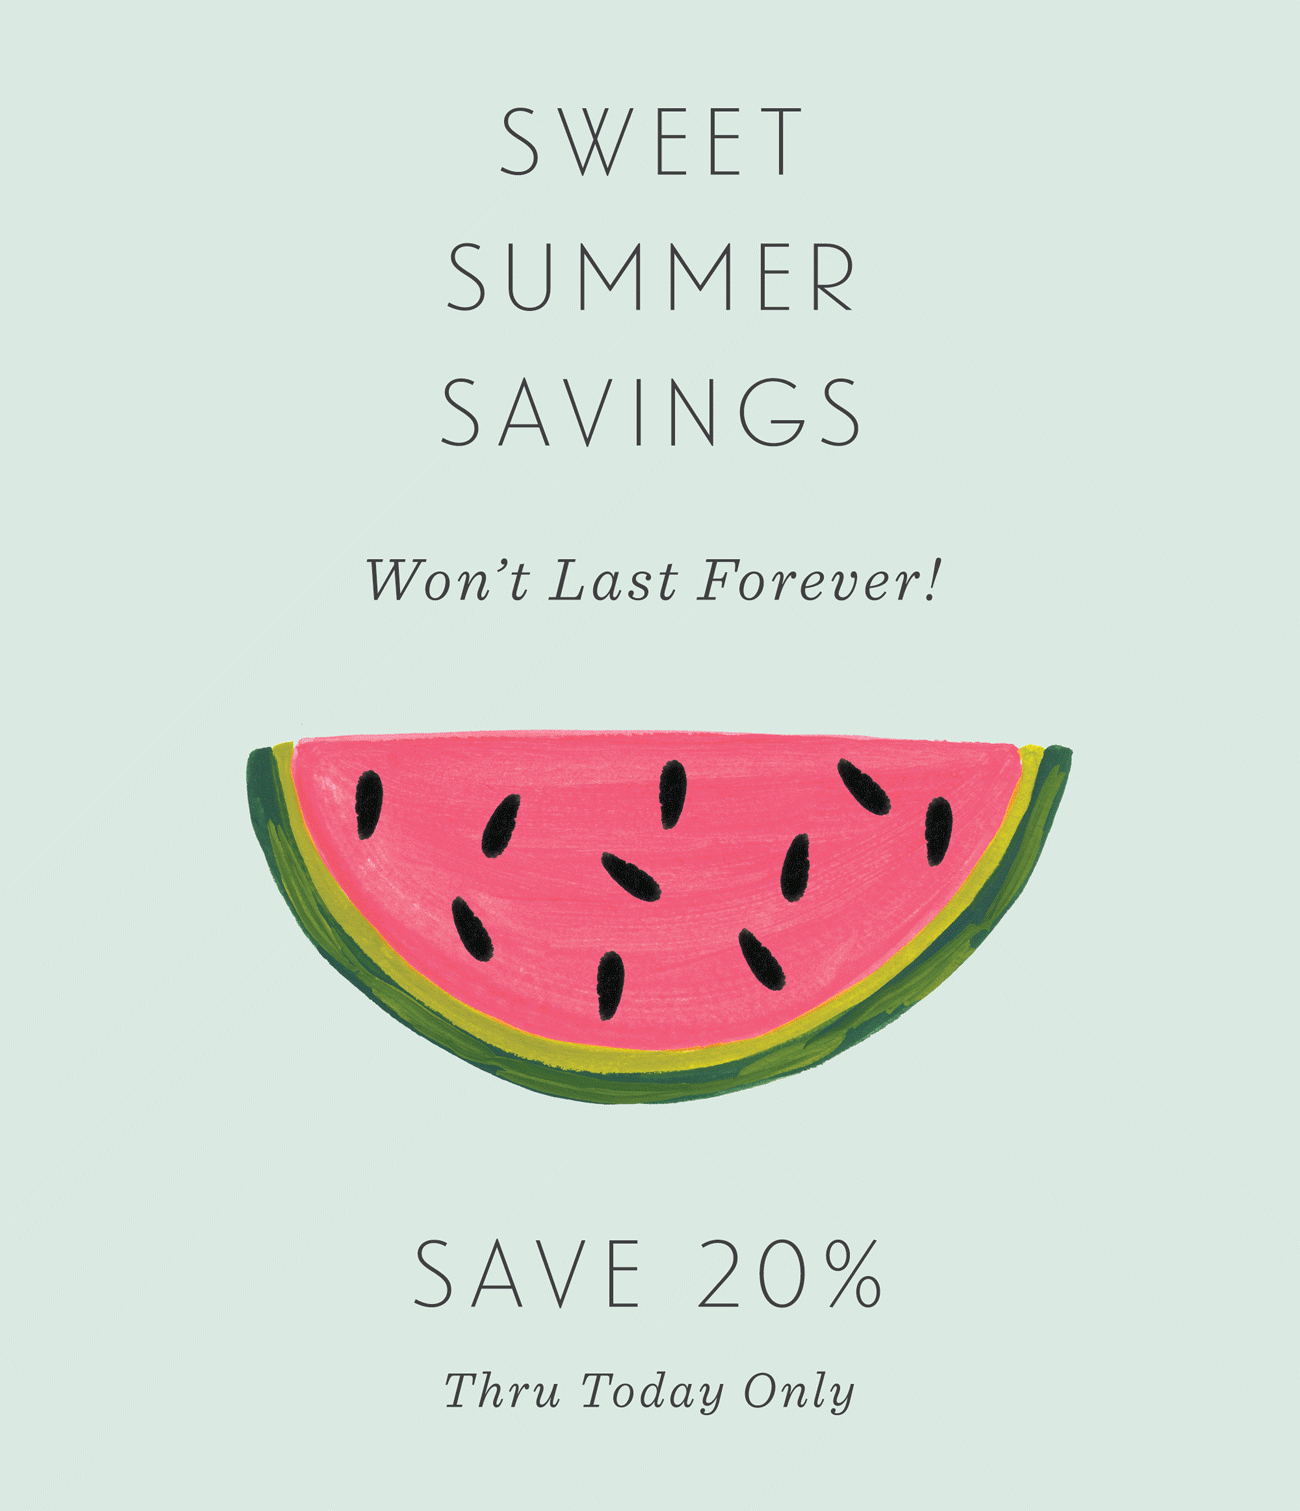 SWEET
SUMMER
SAVINGS
Won’t Last Forever!
SAVE 20%
Thru Today Only